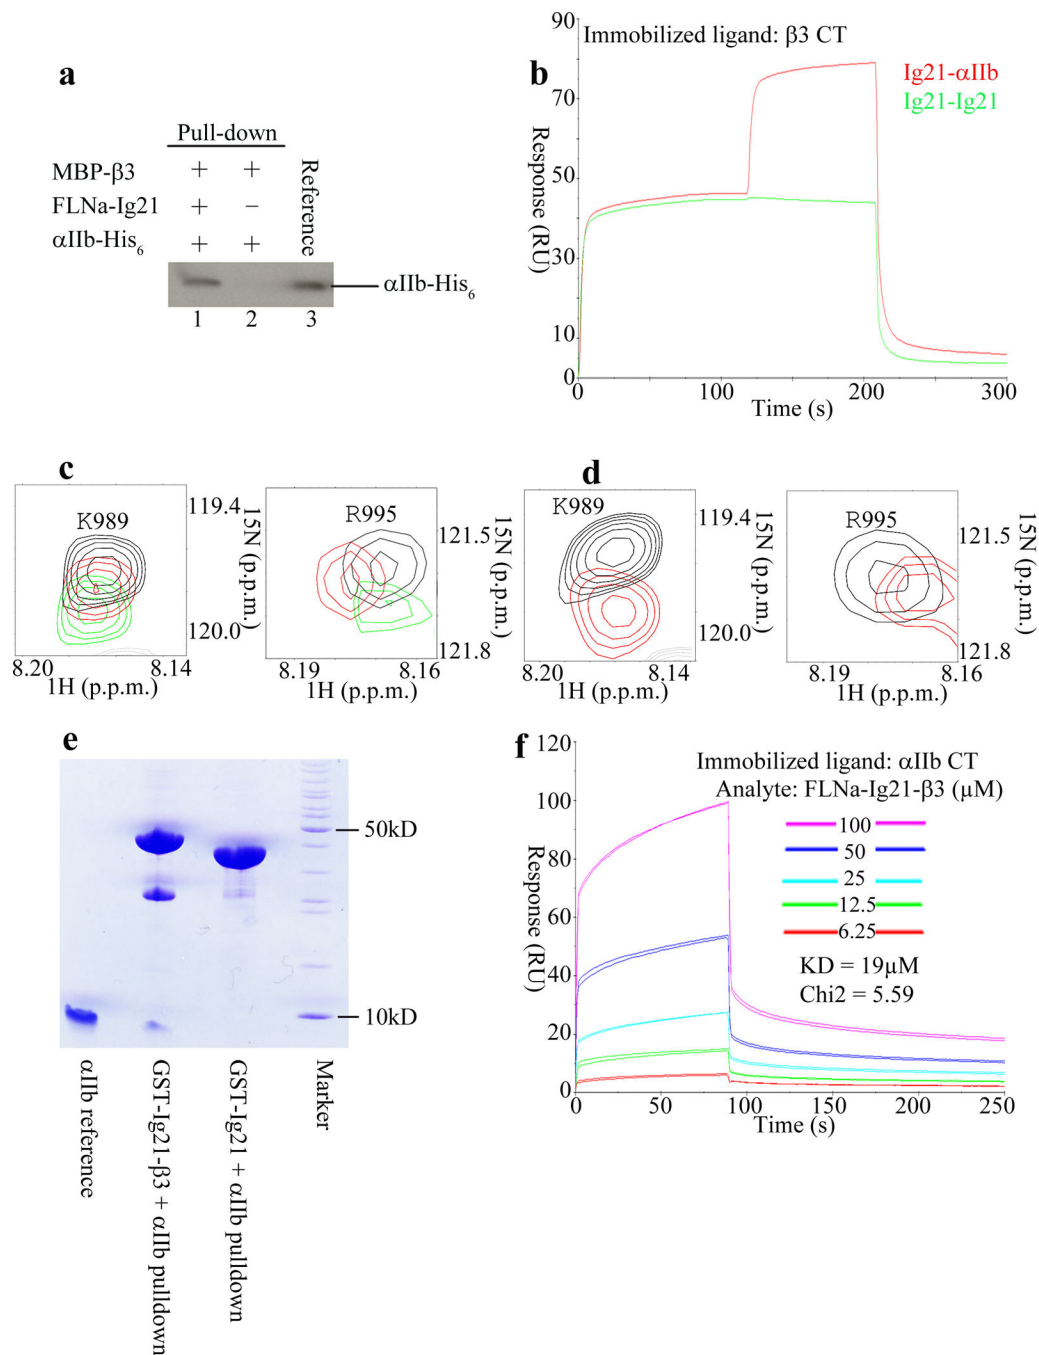 a
Pull-down
MBP-β3 + +
FLNa-Ig21 + −
αIIb-His6 + +
Reference
αIIb-His6
1 2 3
b
Immobilized ligand: β3 CT
Ig21-αIIb
Ig21-Ig21
Response (RU)
90
70
50
30
10
0
0 100 200 300
Time (s)
c
K989
119.4
120.0
15N (p.p.m.)
8.20 8.14
1H (p.p.m.)
R995
121.5
121.8
15N (p.p.m.)
8.19 8.16
1H (p.p.m.)
d
K989
119.4
120.0
15N (p.p.m.)
8.20 8.14
1H (p.p.m.)
R995
121.5
121.8
15N (p.p.m.)
8.19 8.16
1H (p.p.m.)
e
50kD
10kD
αIIb reference
GST-Ig21-β3 + αIIb pulldown
GST-Ig21 + αIIb pulldown
Marker
f
Immobilized ligand: αIIb CT
Analyte: FLNa-Ig21-β3 (μM)
100
50
25
12.5
6.25
KD = 19μM
Chi2 = 5.59
Response (RU)
120
100
80
60
40
20
0
0 50 100 150 200 250
Time (s)